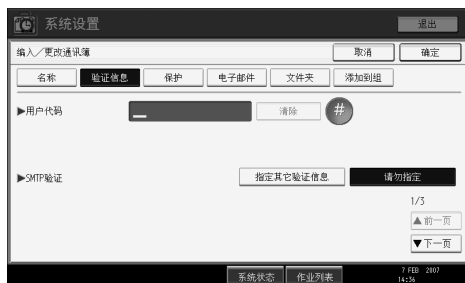 系统设置 退出
编入／更改通讯簿 取消 确定
名称 验证信息 保护 电子邮件 文件夹 添加到组
▶用户代码 清除 #
▶SMTP验证 指定其它验证信息 请勿指定
1/3
▲前一页
▼下一页
系统状态 作业列表 7 FEB 2007
14:36